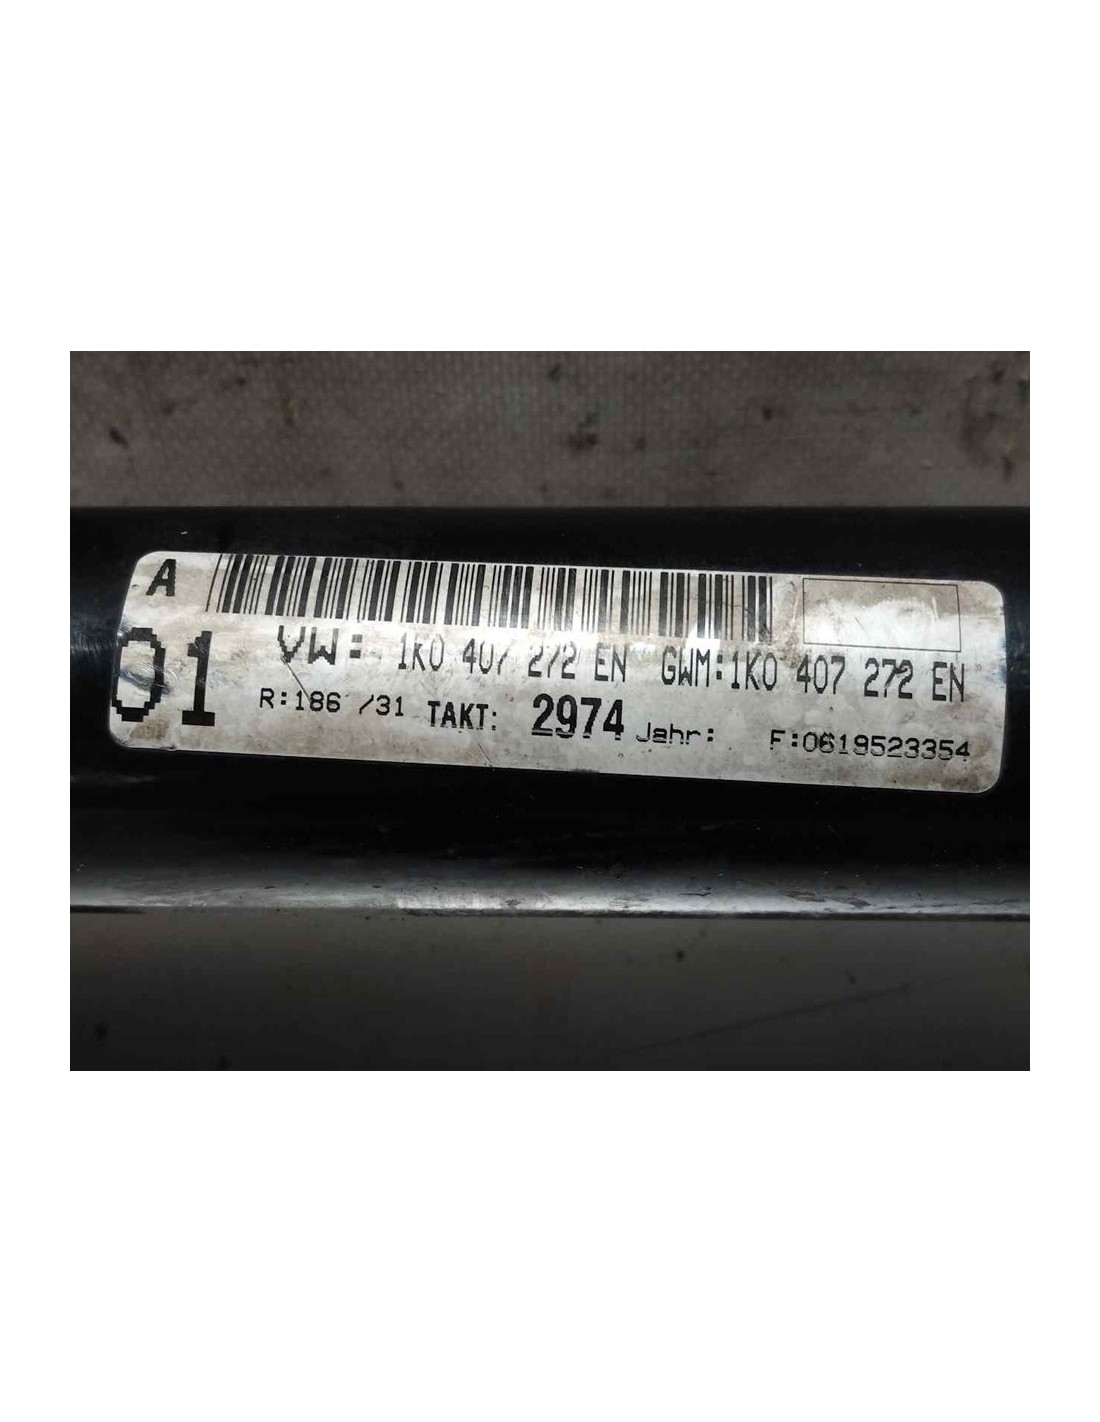 A
01
VW: 1K0 407 272 EN GWM:1K0 407 272 EN
R:186 /31 TAKT: 2974 Jahr: F:0619523354